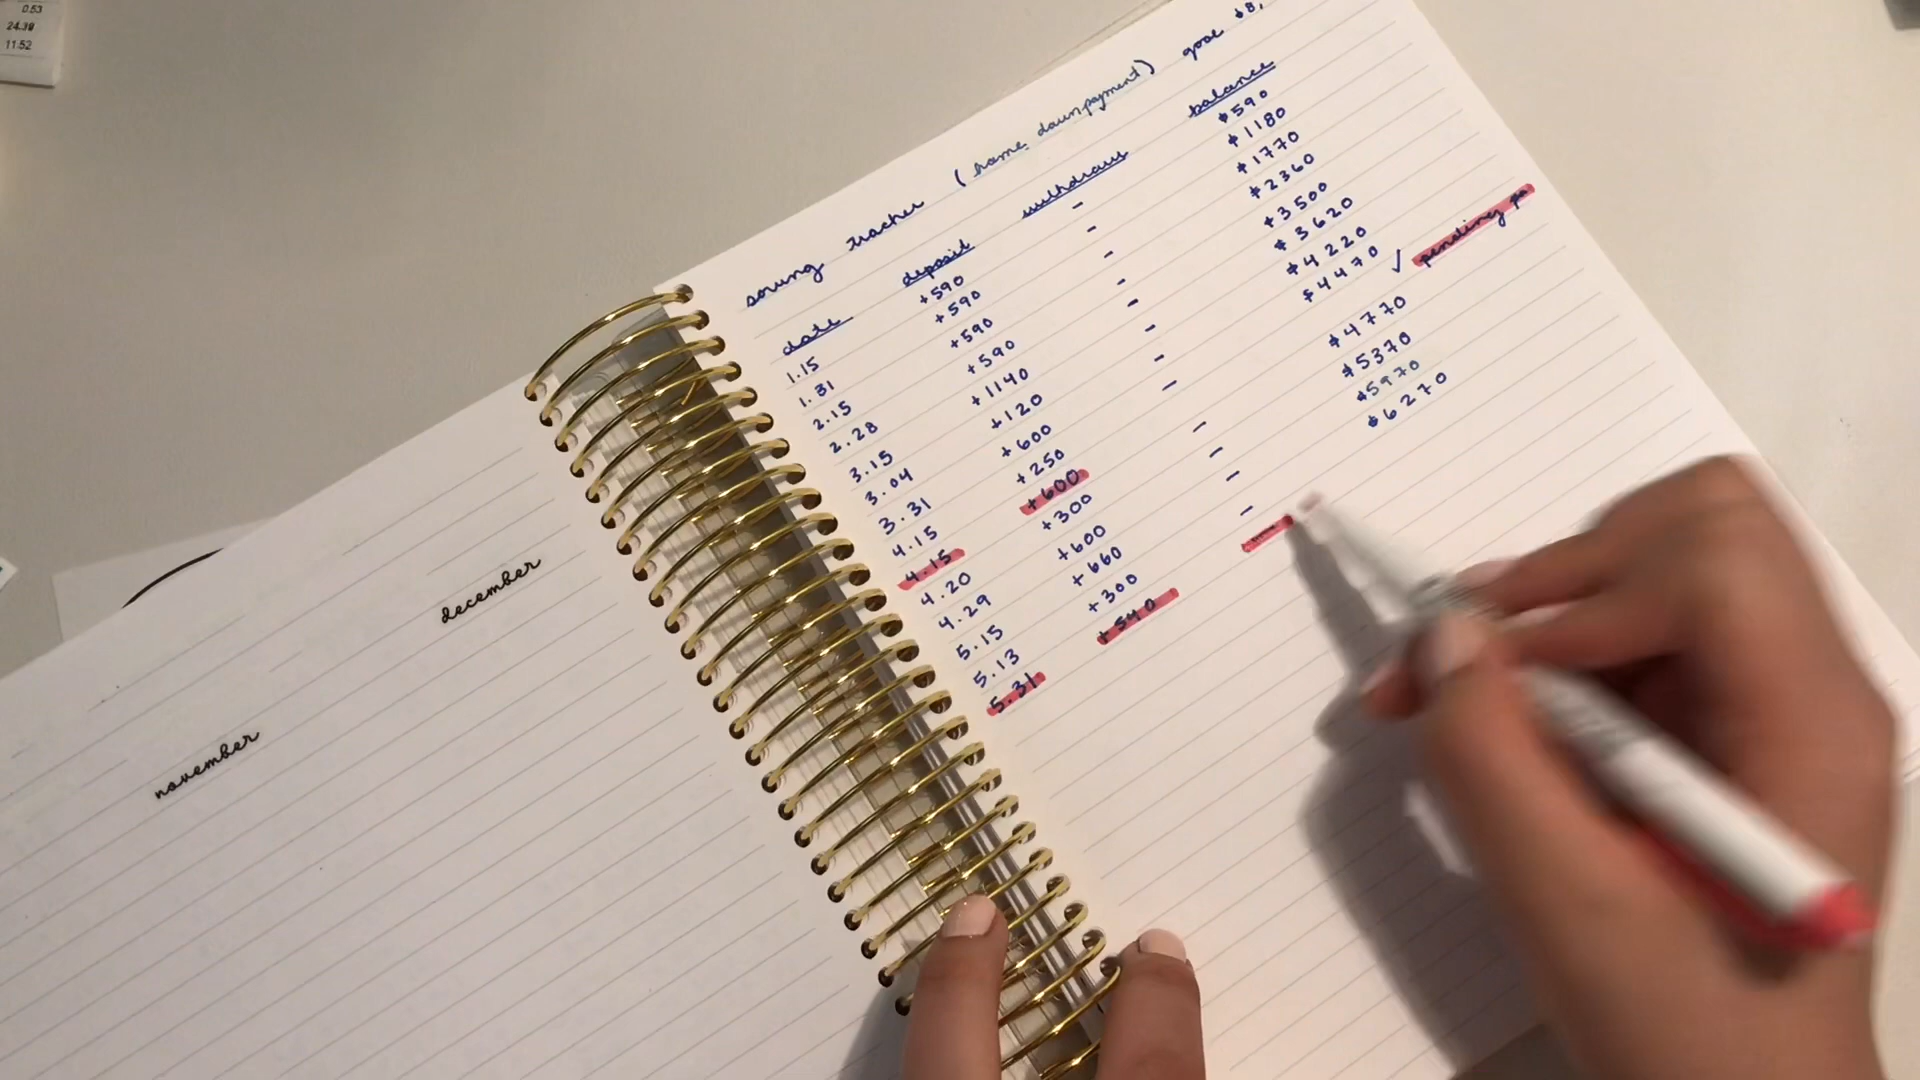 0.53
24.39
11.52
november
december
saving tracker (home downpayment) goal $8,
date deposit withdraw balance
1.15 +590 - $590
1.31 +590 - $1180
2.15 +590 - $1770
2.28 +590 - $2360
3.15 +1140 - $3500
3.04 +120 - $3620
3.31 +600 - $4220
4.15 +250 - $4470 ✓
4.15 +600 pending
4.20 +300 - $4770
4.29 +600 - $5370
5.15 +660 - $5970
5.13 +300 - $6270
5.31 +540